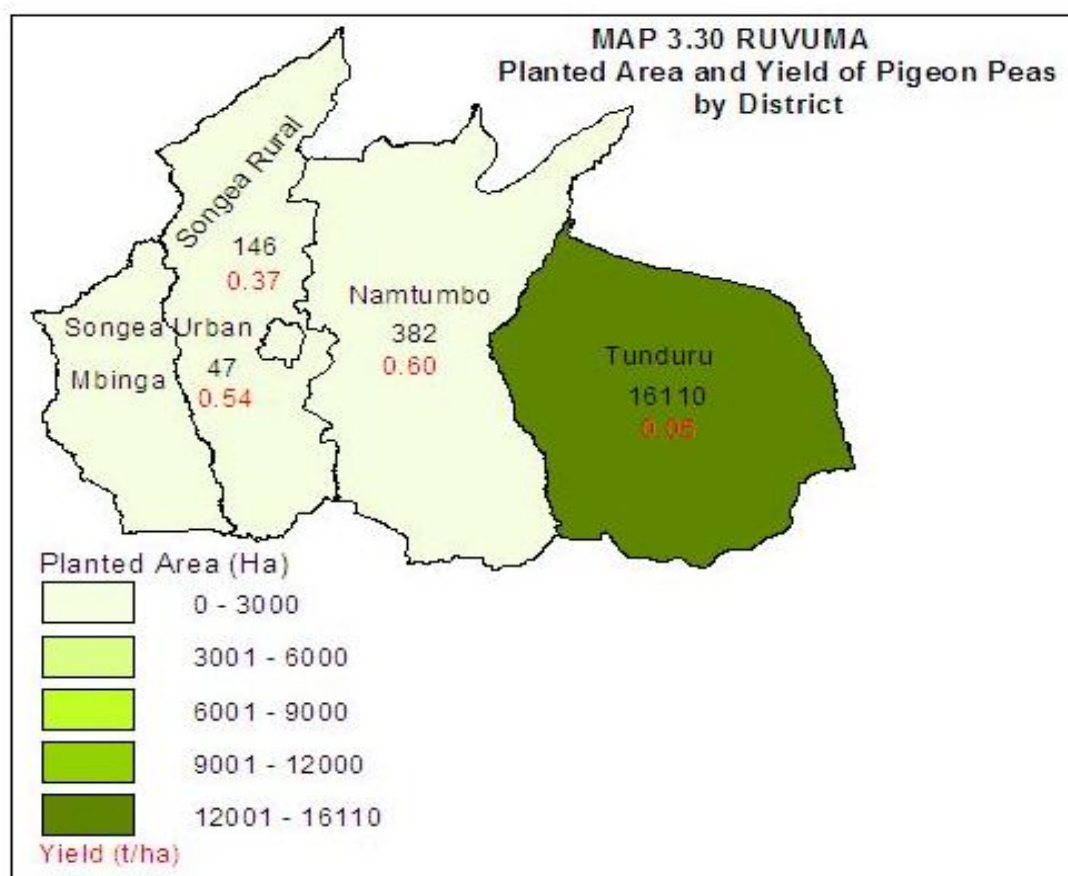 MAP 3.30 RUVUMA
Planted Area and Yield of Pigeon Peas
by District
Songea Rural
146
0.37
Songea Urban
47
0.54
Mbinga
Namtumbo
382
0.60
Tunduru
16110
Planted Area (Ha)
0 - 3000
3001 - 6000
6001 - 9000
9001 - 12000
12001 - 16110
Yield (t/ha)